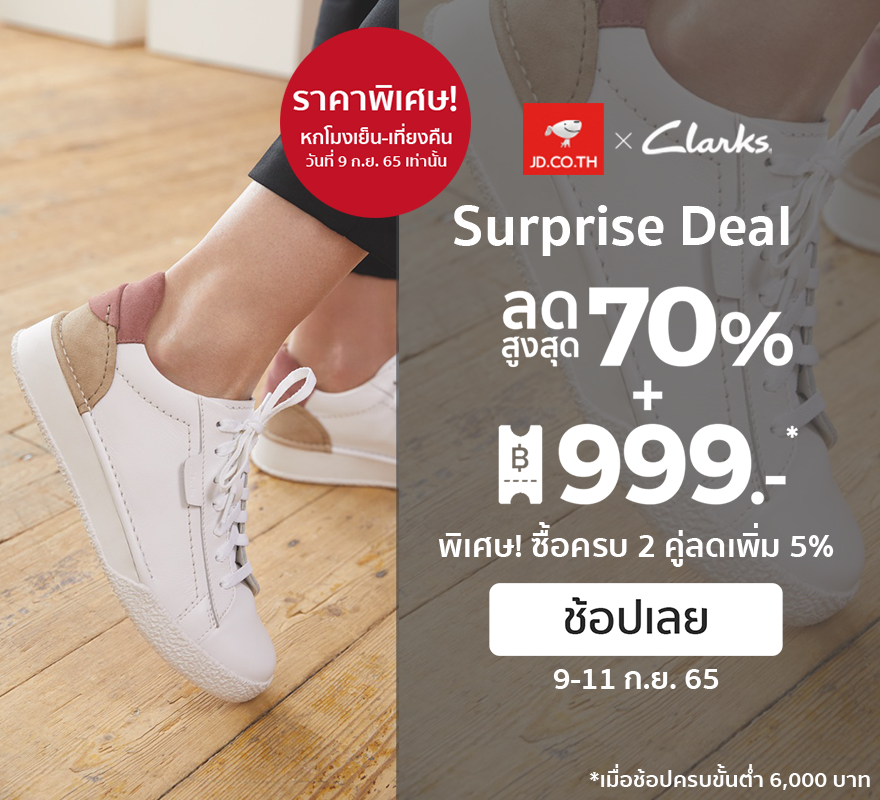 ราคาพิเศษ!
หกโมงเย็น-เที่ยงคืน
วันที่ 9 ก.ย. 65 เท่านั้น
JD.CO.TH × Clarks.
Surprise Deal
ลดสูงสุด 70%
+
฿ 999.-*
พิเศษ! ซื้อครบ 2 คู่ลดเพิ่ม 5%
ช้อปเลย
9-11 ก.ย. 65
*เมื่อช้อปครบขั้นต่ำ 6,000 บาท